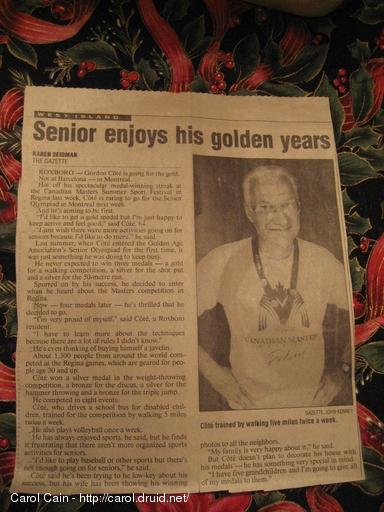 WEST ISLAND
Senior enjoys his golden years
KAREN SEIDMAN
THE GAZETTE
ROXBORO — Gordon Côté is going for the gold.
Not at Barcelona — in Montreal.
Hot off his spectacular medal-winning streak at
the Canadian Masters Summer Sport Festival in
Regina last week, Côté is raring to go for the Senior
Olympiad in Montreal next week.
And he's aiming to be first.
"I'd like to get a gold medal but I'm just happy to
keep active and feel good," said Côté, 64.
"I just wish there were more activities going on for
seniors because I'd like to do more," he said.
Last summer, when Côté entered the Golden Age
Association's Senior Olympiad for the first time, it
was just something he was doing to keep busy.
He never expected to win three medals — a gold
for a walking competition, a silver for the shot put
and a silver for the 50-metre run.
Spurred on by his success, he decided to enter
when he heard about the Masters competition in
Regina.
Now — four medals later — he's thrilled that he
decided to go.
"I'm very proud of myself," said Côté, a Roxboro
resident.
"I have to learn more about the techniques
because there are a lot of rules I didn't know."
He's even thinking of buying himself a javelin.
About 1,300 people from around the world com-
peted at the Regina games, which are geared for peo-
ple age 30 and up.
Côté won a silver medal in the weight-throwing
competition, a bronze for the discus, a silver for the
hammer throwing and a bronze for the triple jump.
He competed in eight events.
Côté, who drives a school bus for disabled chil-
dren, trained for the competition by walking 5 miles
twice a week.
He also plays volleyball once a week.
He has always enjoyed sports, he said, but he finds
it frustrating that there aren't more organized sports
activities for seniors.
"I'd like to play baseball or other sports but there's
not enough going on for seniors," he said.
Côté said he's been trying to be low-key about his
success, but his wife has been showing his winning
CANADIAN MASTERS
GAZETTE, JOHN KENNEY
Côté trained by walking five miles twice a week.
photos to all the neighbors.
"My family is very happy about it," he said.
But Côté doesn't plan to decorate his house with
his medals — he has something very special in mind.
"I have five grandchildren and I'm going to give all
of my medals to them."
Carol Cain - http://carol.druid.net/